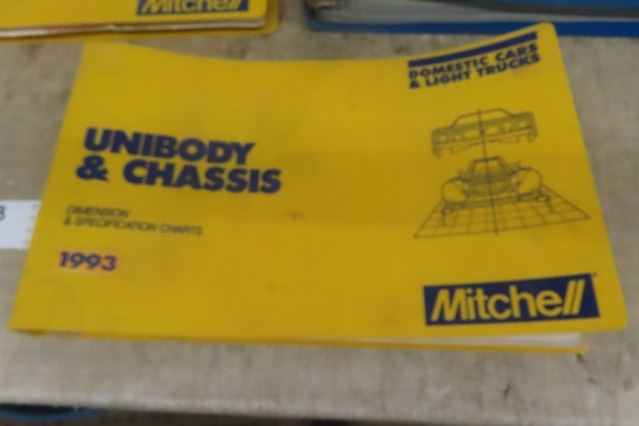 Mitchell
DOMESTIC CARS
& LIGHT TRUCKS
UNIBODY
& CHASSIS
DIMENSION
& SPECIFICATION CHARTS
1993
Mitchell